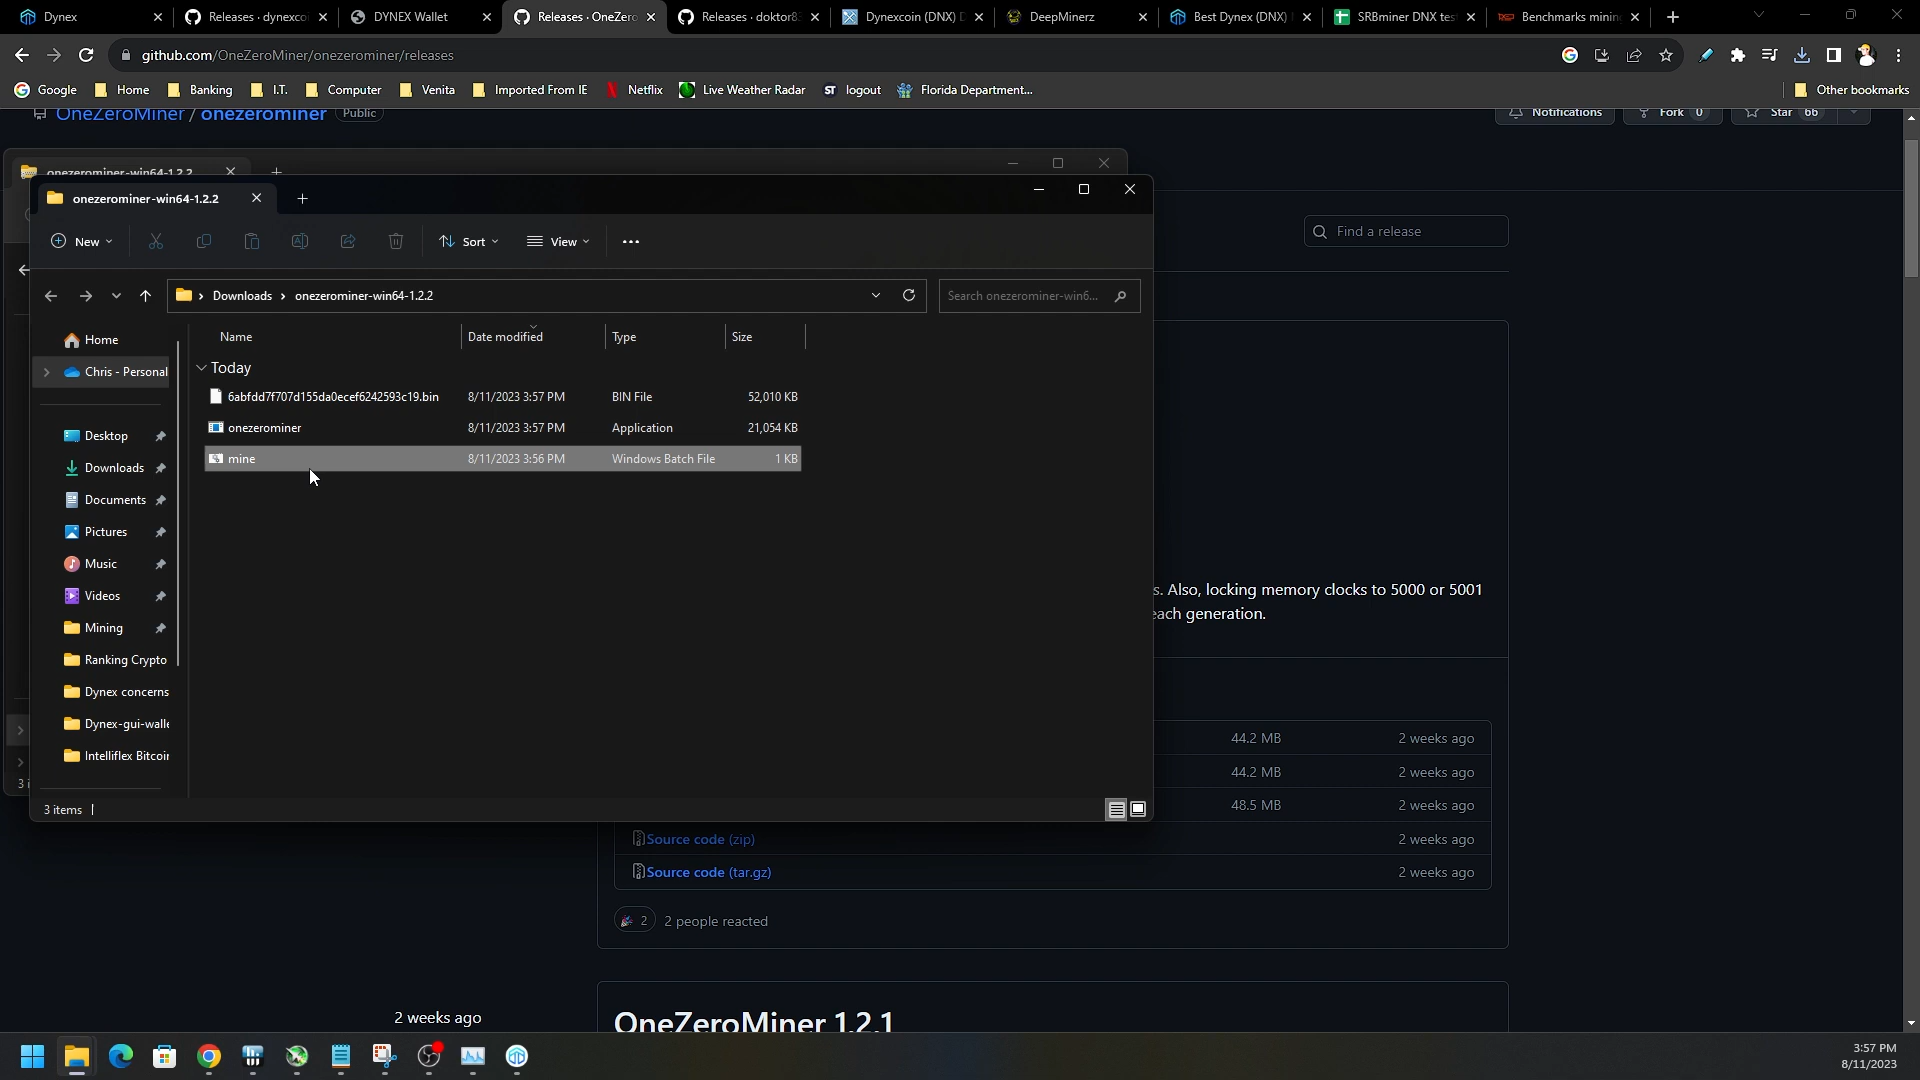 Dynex
Releases · dynexco
DYNEX Wallet
Releases · OneZero
Releases · doktor8
Dynexcoin (DNX)
DeepMinerz
Best Dynex (DNX)
SRBminer DNX tes
Benchmarks minin
github.com/OneZeroMiner/onezerominer/releases
Google
Home
Banking
I.T.
Computer
Venita
Imported From IE
Netflix
Live Weather Radar
ST logout
Florida Department...
Other bookmarks
OneZeroMiner / onezerominer Public
Notifications
Fork 0
Star 66
onezerominer-win64-1.2.2
onezerominer-win64-1.2.2
Find a release
New
Sort
View
Downloads > onezerominer-win64-1.2.2
Search onezerominer-win6...
Name Date modified Type Size
Home
Chris - Personal
Today
6abfdd7f707d155da0ecef6242593c19.bin 8/11/2023 3:57 PM BIN File 52,010 KB
onezerominer 8/11/2023 3:57 PM Application 21,054 KB
mine 8/11/2023 3:56 PM Windows Batch File 1 KB
Desktop
Downloads
Documents
Pictures
Music
Videos
Mining
Ranking Crypto
Dynex concerns
Dynex-gui-walle
Intelliflex Bitcoin
s. Also, locking memory clocks to 5000 or 5001
each generation.
44.2 MB 2 weeks ago
44.2 MB 2 weeks ago
48.5 MB 2 weeks ago
3 i
3 items
Source code (zip) 2 weeks ago
Source code (tar.gz) 2 weeks ago
2 2 people reacted
2 weeks ago
OneZeroMiner 1.2.1
3:57 PM
8/11/2023